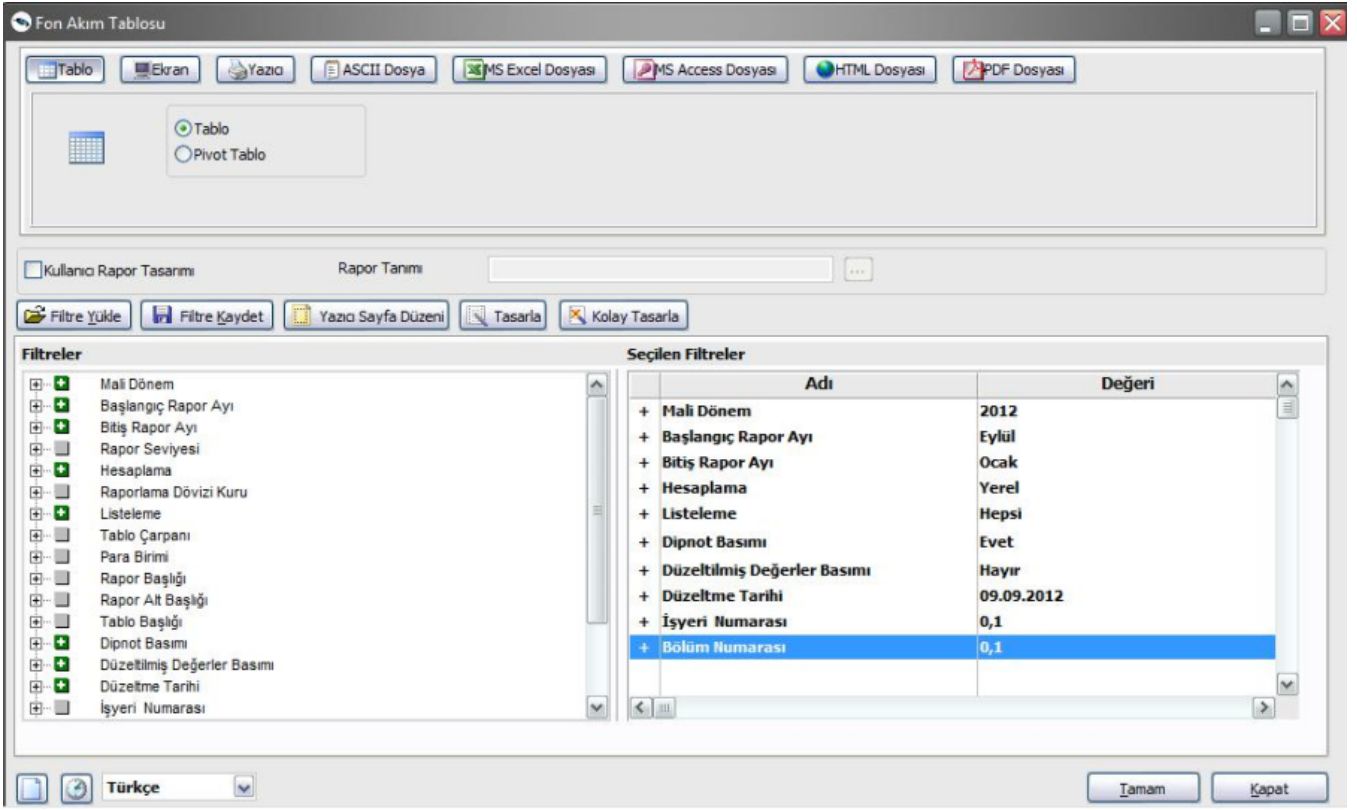 Fon Akım Tablosu
Tablo Ekran Yazıcı ASCII Dosya MS Excel Dosyası MS Access Dosyası HTML Dosyası PDF Dosyası
Tablo
Pivot Tablo
Kullanıcı Rapor Tasarımı Rapor Tanımı ...
Filtre Yükle Filtre Kaydet Yazıcı Sayfa Düzeni Tasarla Kolay Tasarla
Filtreler
Mali Dönem
Başlangıç Rapor Ayı
Bitiş Rapor Ayı
Rapor Seviyesi
Hesaplama
Raporlama Dövizi Kuru
Listeleme
Tablo Çarpanı
Para Birimi
Rapor Başlığı
Rapor Alt Başlığı
Tablo Başlığı
Dipnot Basımı
Düzeltilmiş Değerler Basımı
Düzeltme Tarihi
İşyeri Numarası
Seçilen Filtreler
Adı Değeri
+ Mali Dönem 2012
+ Başlangıç Rapor Ayı Eylül
+ Bitiş Rapor Ayı Ocak
+ Hesaplama Yerel
+ Listeleme Hepsi
+ Dipnot Basımı Evet
+ Düzeltilmiş Değerler Basımı Hayır
+ Düzeltme Tarihi 09.09.2012
+ İşyeri Numarası 0,1
+ Bölüm Numarası 0,1
Türkçe Tamam Kapat